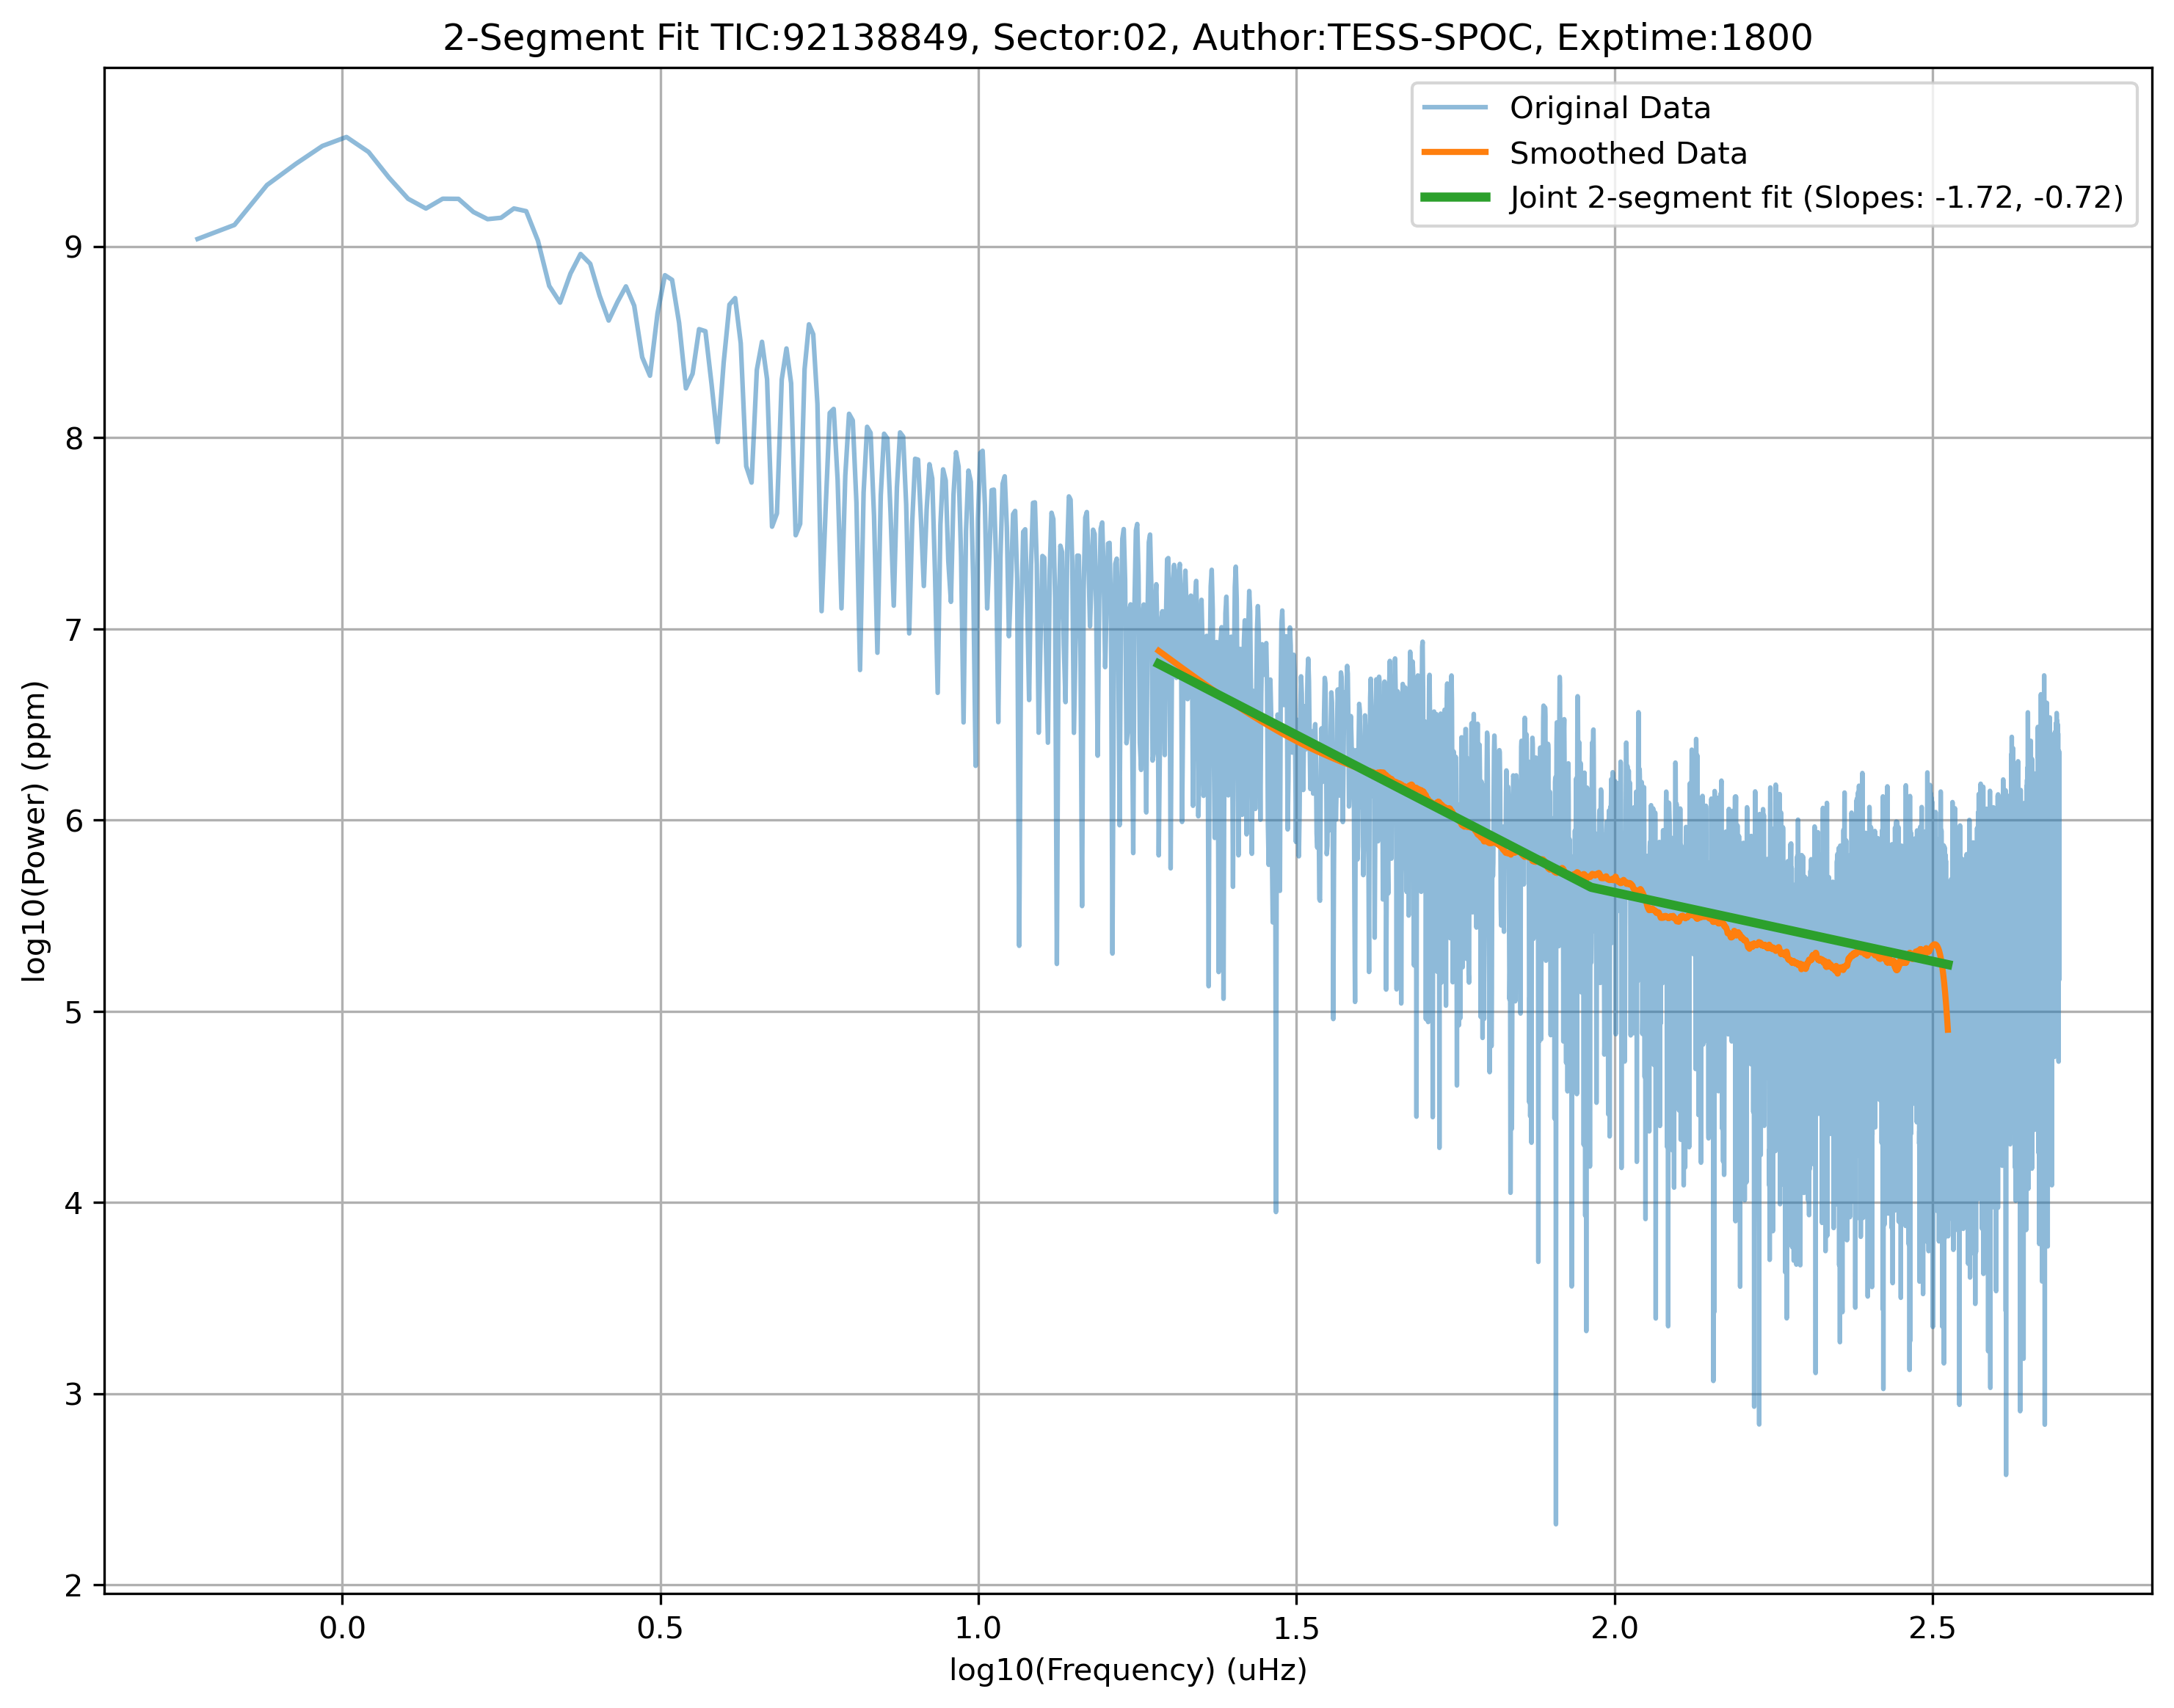 2-Segment Fit TIC:92138849, Sector:02, Author:TESS-SPOC, Exptime:1800
Original Data
Smoothed Data
Joint 2-segment fit (Slopes: -1.72, -0.72)
log10(Power) (ppm)
9
8
7
6
5
4
3
2
0.0 0.5 1.0 1.5 2.0 2.5
log10(Frequency) (uHz)